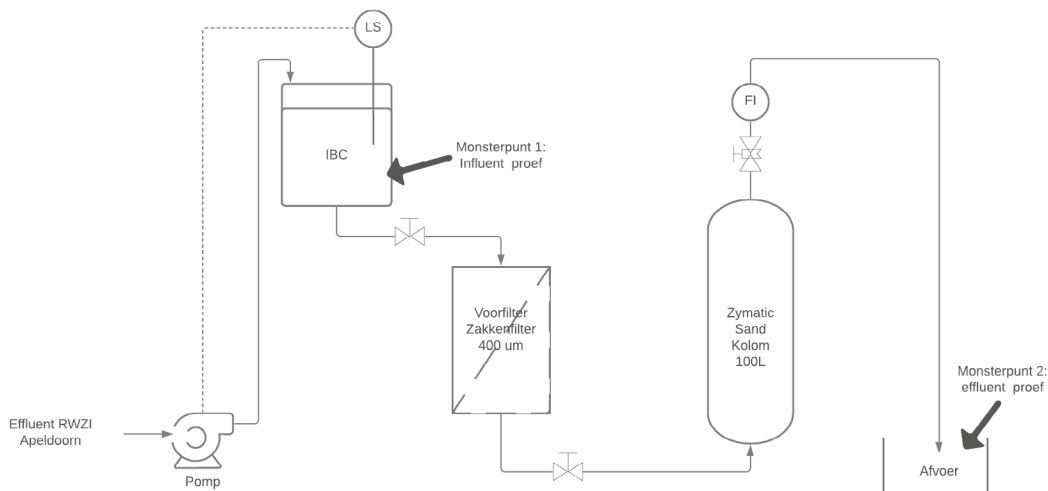 LS
IBC
Monsterpunt 1:
Influent proef
FI
Voorfilter
Zakkenfilter
400 um
Zymatic
Sand
Kolom
100L
Monsterpunt 2:
effluent proef
Effluent RWZI
Apeldoorn
Pomp
Afvoer